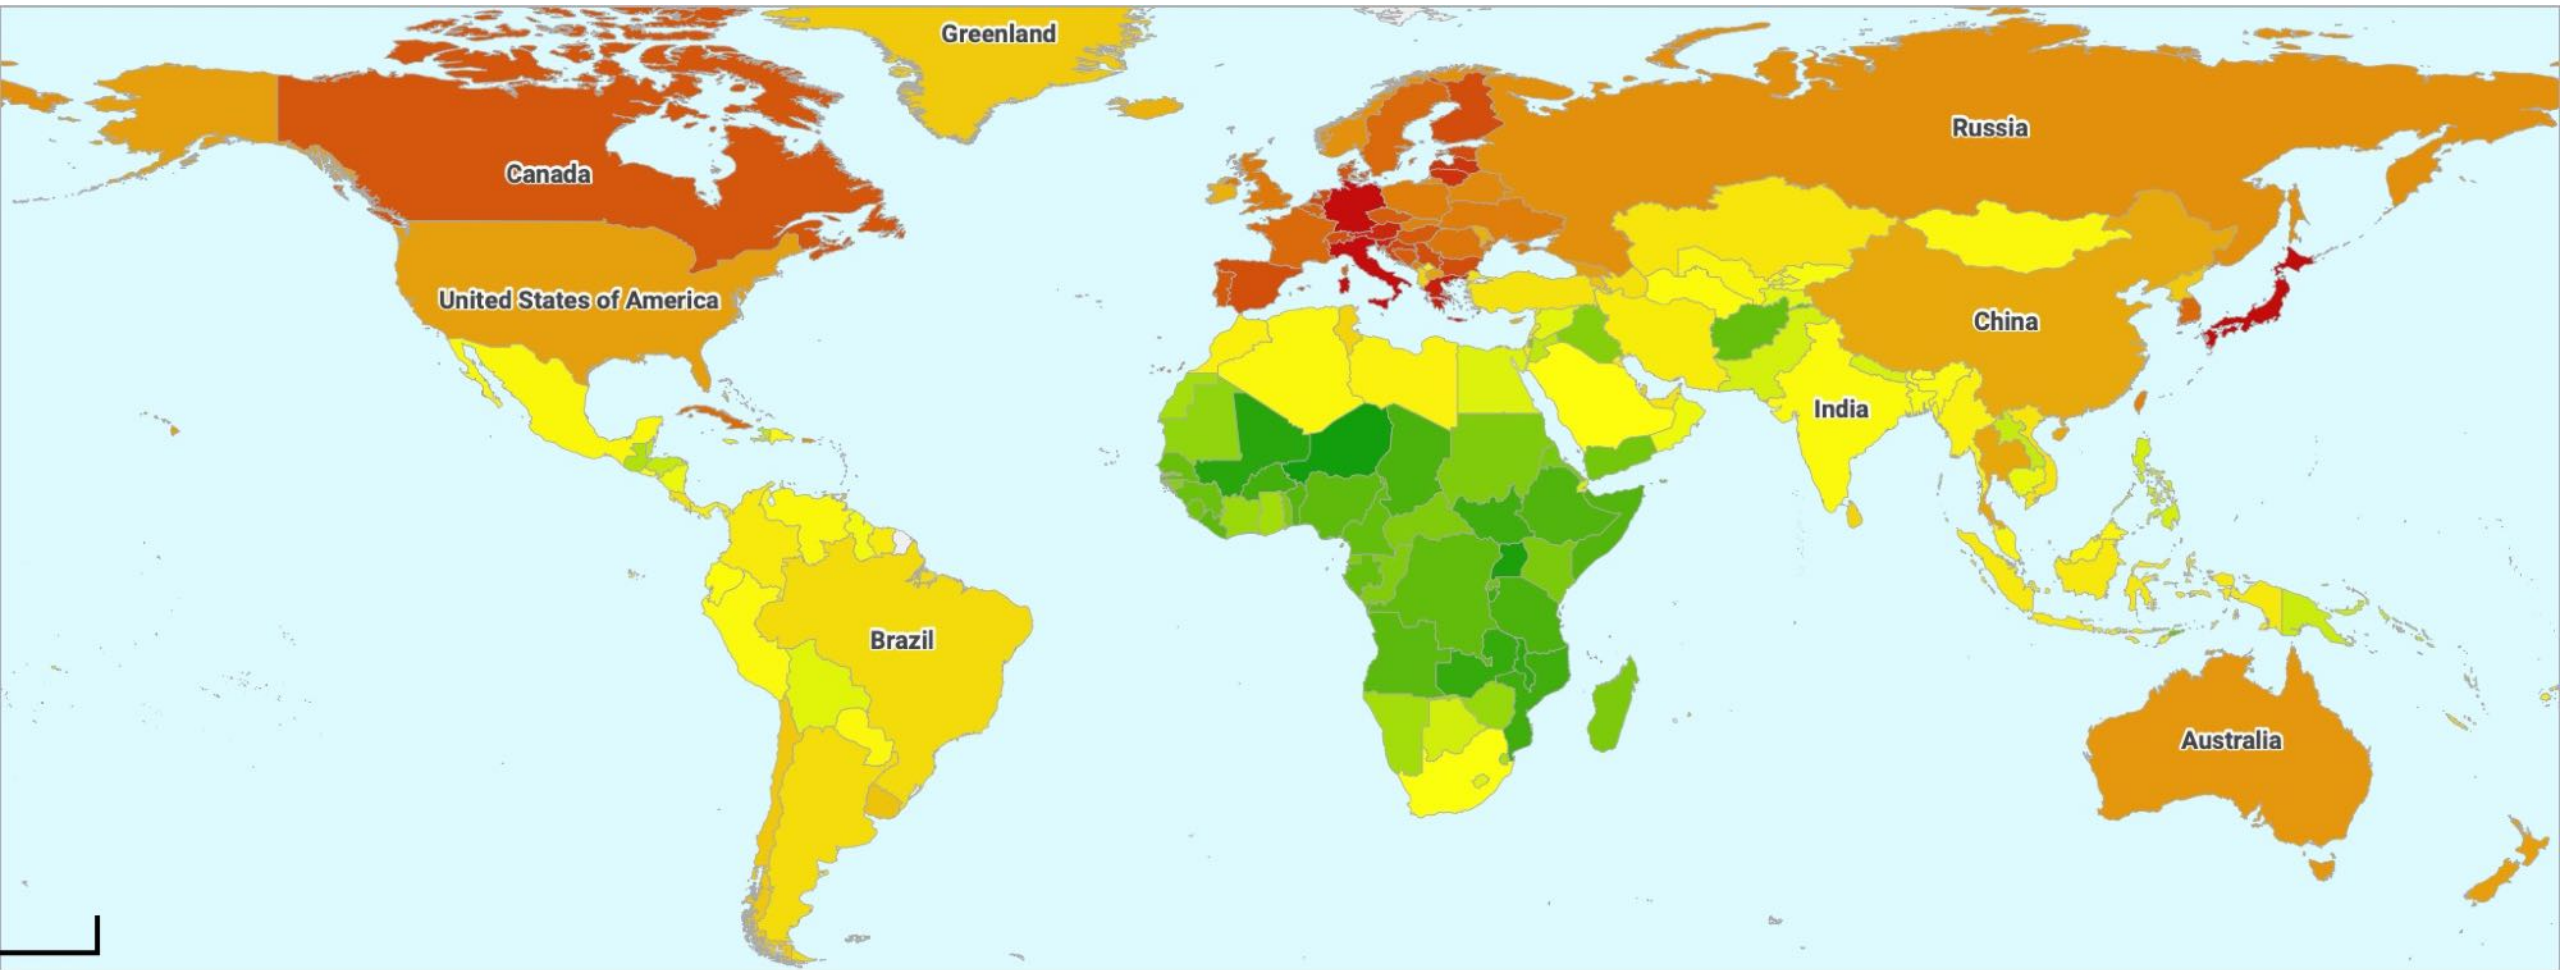 Greenland
Russia
Canada
United States of America
China
India
Brazil
Australia